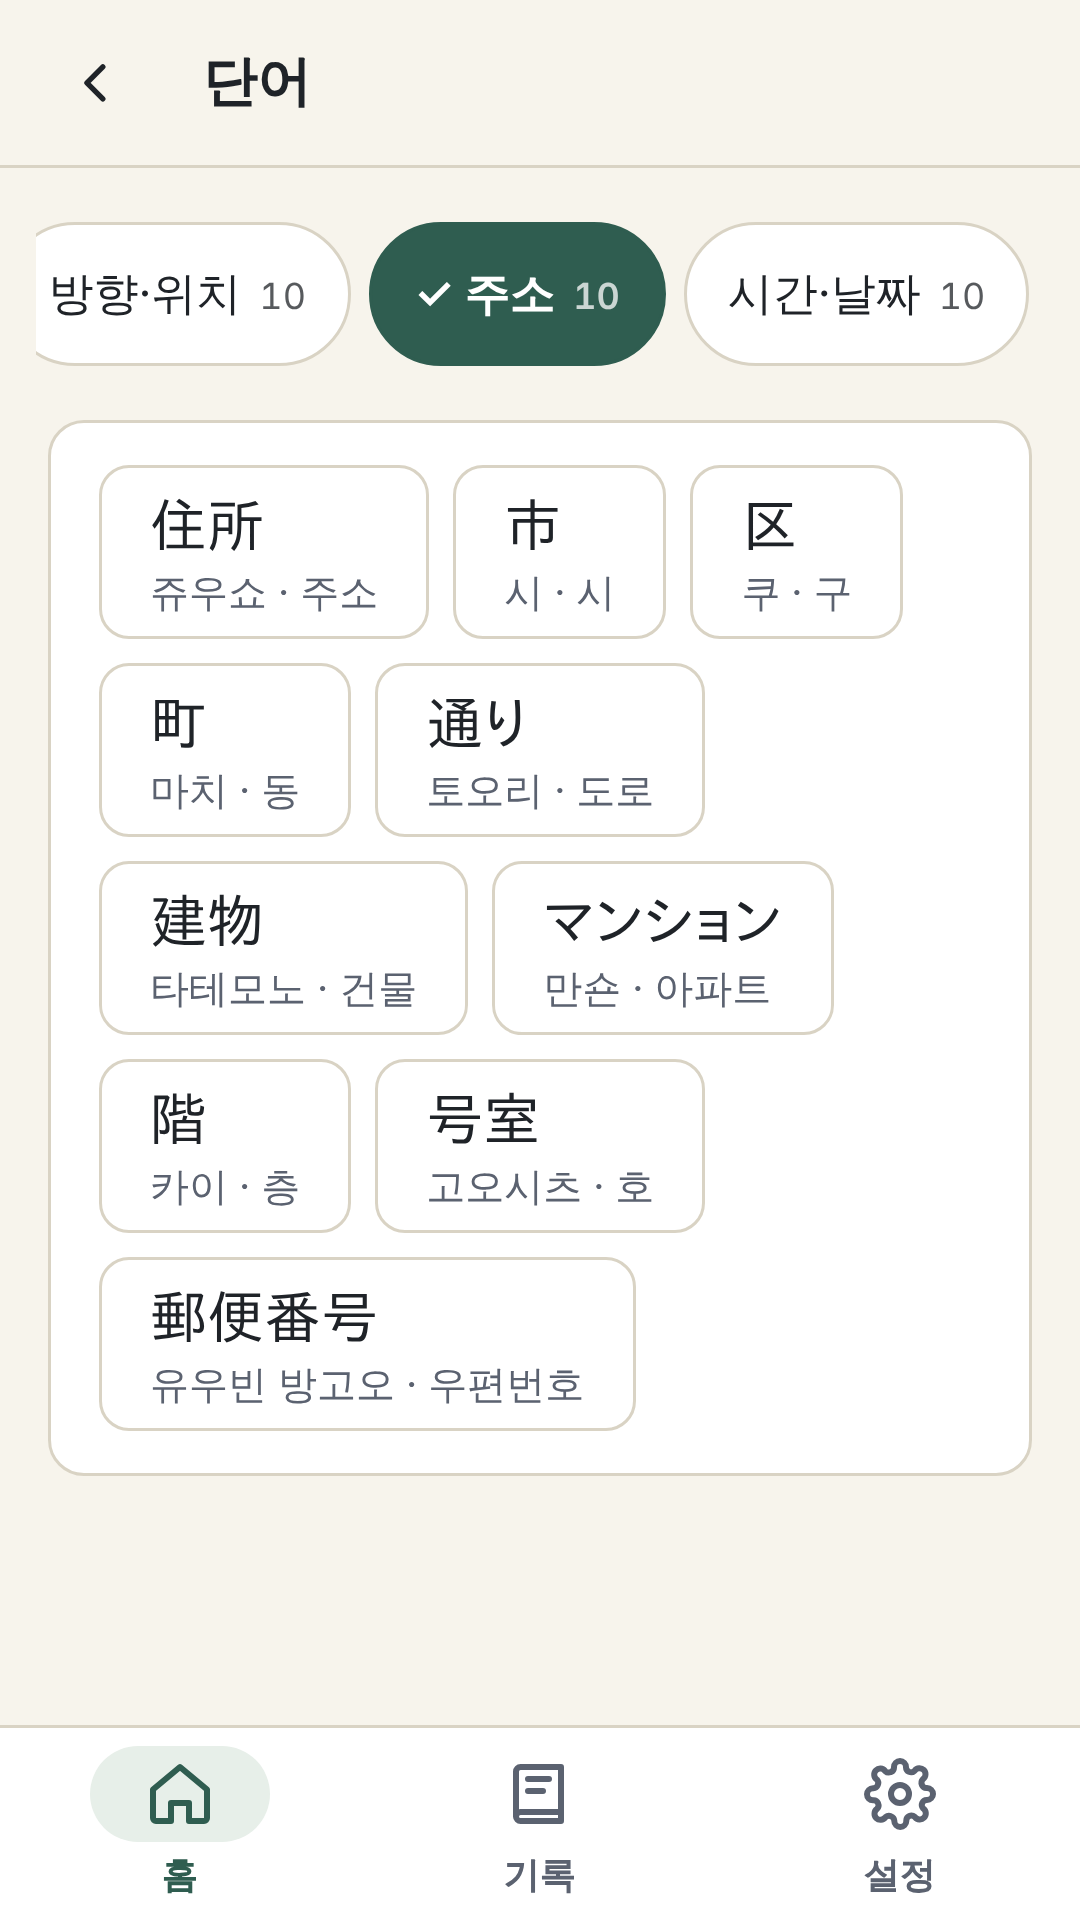 단어
방향·위치 10
주소 10
시간·날짜 10
住所
쥬우쇼 · 주소
市
시 · 시
区
쿠 · 구
町
마치 · 동
通り
토오리 · 도로
建物
타테모노 · 건물
マンション
만숀 · 아파트
階
카이 · 층
号室
고오시츠 · 호
郵便番号
유우빈 방고오 · 우편번호
홈
기록
설정